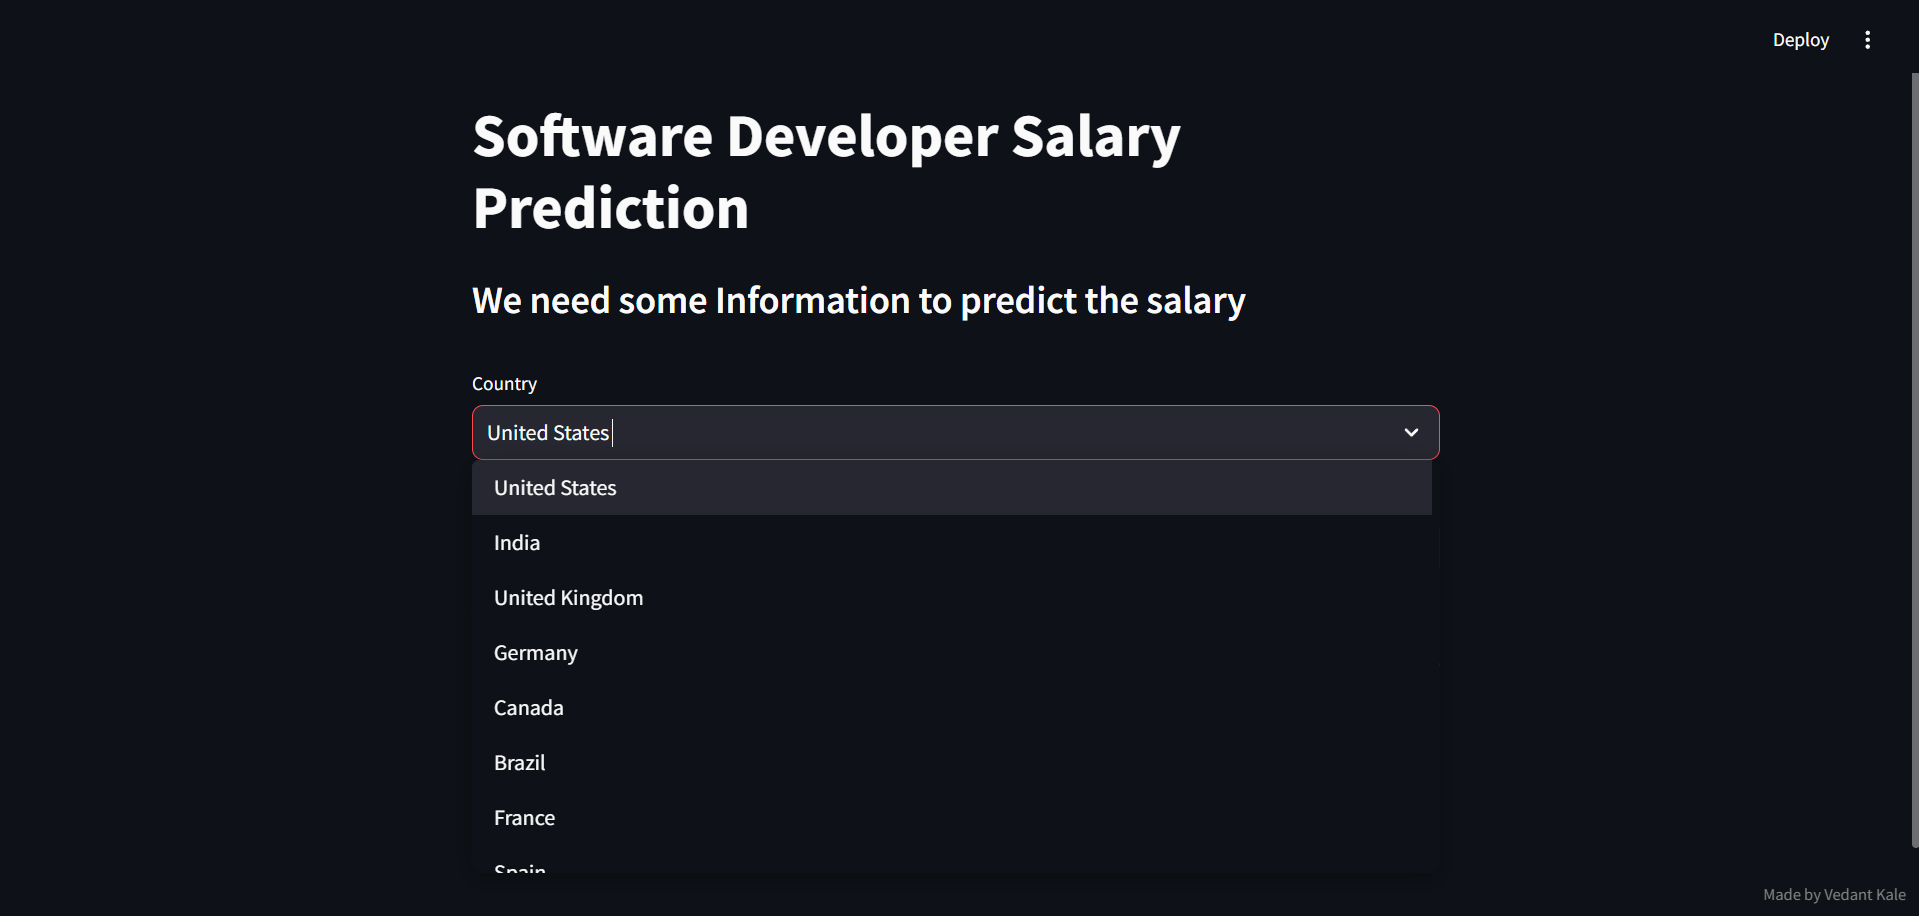 Deploy
Software Developer Salary
Prediction
We need some Information to predict the salary
Country
United States
United States
India
United Kingdom
Germany
Canada
Brazil
France
Spain
Made by Vedant Kale